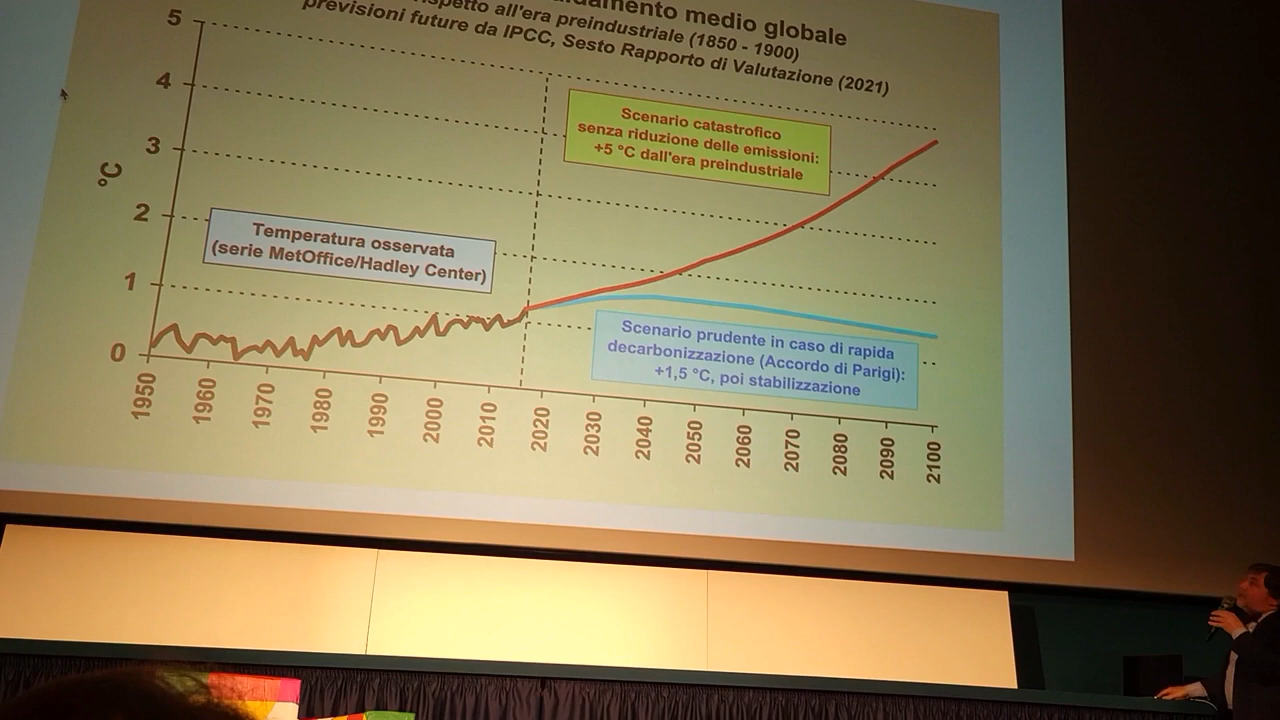 medio globale
all'era preindustriale (1850 - 1900)
previsioni future da IPCC, Sesto Rapporto di Valutazione (2021)
5
4
3
2
1
0
°C
Scenario catastrofico
senza riduzione delle emissioni:
+5 °C dall'era preindustriale
Temperatura osservata
(serie MetOffice/Hadley Center)
Scenario prudente in caso di rapida
decarbonizzazione (Accordo di Parigi):
+1,5 °C, poi stabilizzazione
1950
1960
1970
1980
1990
2000
2010
2020
2030
2040
2050
2060
2070
2080
2090
2100